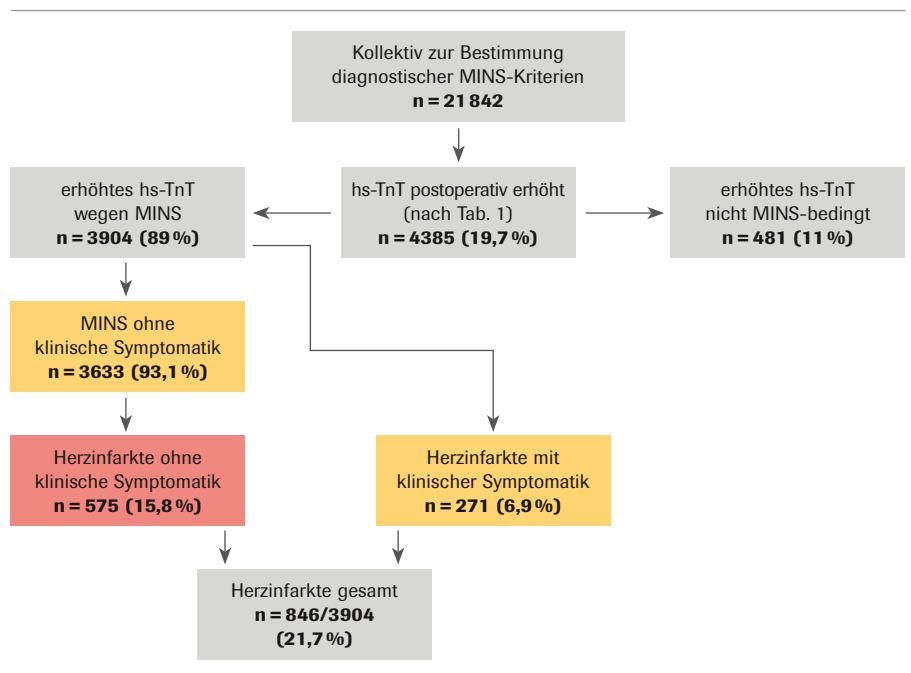 Kollektiv zur Bestimmung
diagnostischer MINS-Kriterien
n = 21 842
erhöhtes hs-TnT
wegen MINS
n = 3904 (89 %)
hs-TnT postoperativ erhöht
(nach Tab. 1)
n = 4385 (19,7 %)
erhöhtes hs-TnT
nicht MINS-bedingt
n = 481 (11 %)
MINS ohne
klinische Symptomatik
n = 3633 (93,1 %)
Herzinfarkte ohne
klinische Symptomatik
n = 575 (15,8 %)
Herzinfarkte mit
klinischer Symptomatik
n = 271 (6,9 %)
Herzinfarkte gesamt
n = 846/3904
(21,7 %)